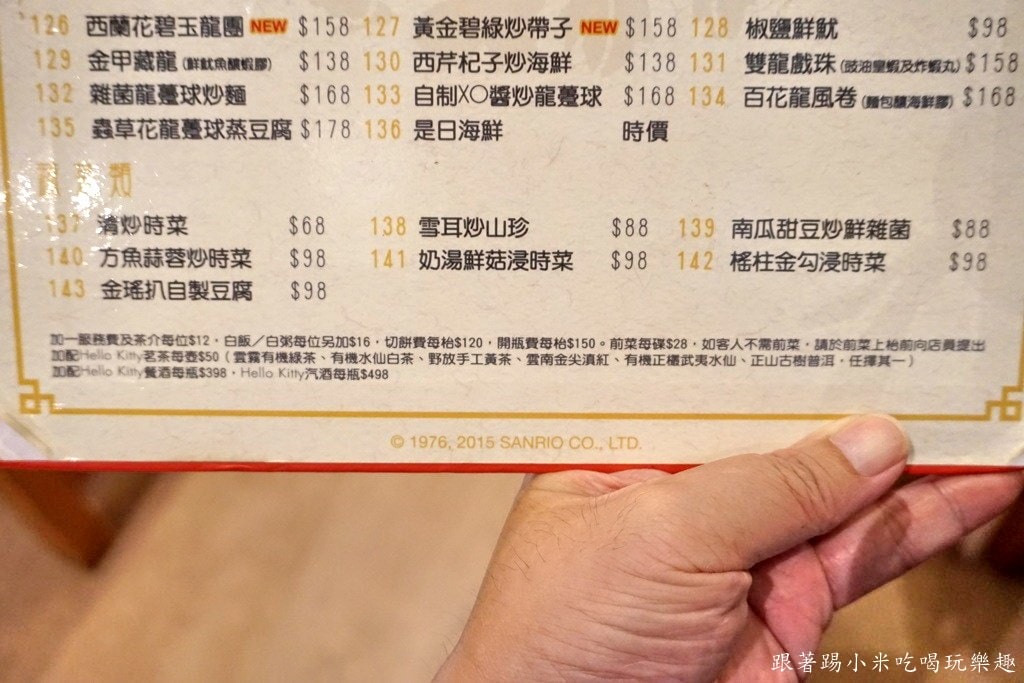 126 西蘭花碧玉龍團 NEW $158 127 黃金碧綠炒帶子 NEW $158 128 椒鹽鮮魷 $98
129 金甲藏龍(鮮魷魚釀蝦膠) $138 130 西芹杞子炒海鮮 $138 131 雙龍戲珠(豉油皇蝦及炸蝦丸) $158
132 雜菌龍躉球炒麵 $168 133 自制XO醬炒龍躉球 $168 134 百花龍風卷(麵包釀海鮮膠) $168
135 蟲草花龍躉球蒸豆腐 $178 136 是日海鮮 時價
類
137 清炒時菜 $68 138 雪耳炒山珍 $88 139 南瓜甜豆炒鮮雜菌 $88
140 方魚蒜蓉炒時菜 $98 141 奶湯鮮菇浸時菜 $98 142 榣柱金勾浸時菜 $98
143 金瑤扒自製豆腐 $98
加一服務費及茶介每位$12,白飯/白粥每位另加$16,切餅費每枱$120,開瓶費每枱$150。前菜每碟$28,如客人不需前菜,請於前菜上枱前向店員提出
加配Hello Kitty茗茶每壺$50(雲霧有機綠茶、有機水仙白茶、野放手工黃茶、雲南金尖滇紅、有機正欉武夷水仙、正山古樹普洱,任擇其一)
加配Hello Kitty餐酒每瓶$398,Hello Kitty汽酒每瓶$498
© 1976, 2015 SANRIO CO., LTD.
跟著踢小米吃喝玩樂趣